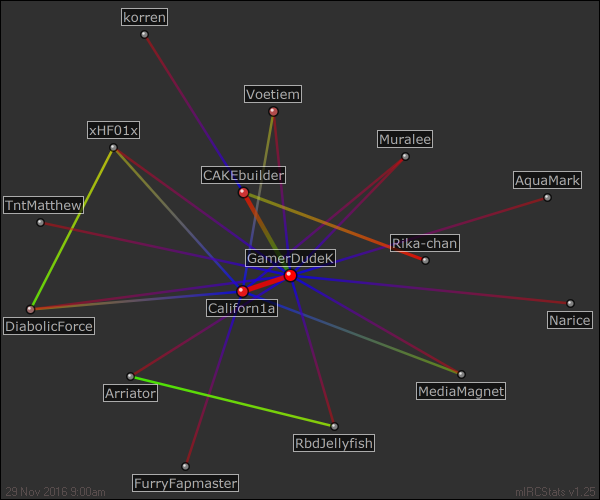 korren
Voetiem
xHF01x
Muralee
CAKEbuilder
AquaMark
TntMatthew
Rika-chan
GamerDudeK
Californ1a
Narice
DiabolicForce
Arriator
MediaMagnet
RbdJellyfish
FurryFapmaster
29 Nov 2016 9:00am
mIRCStats v1.25